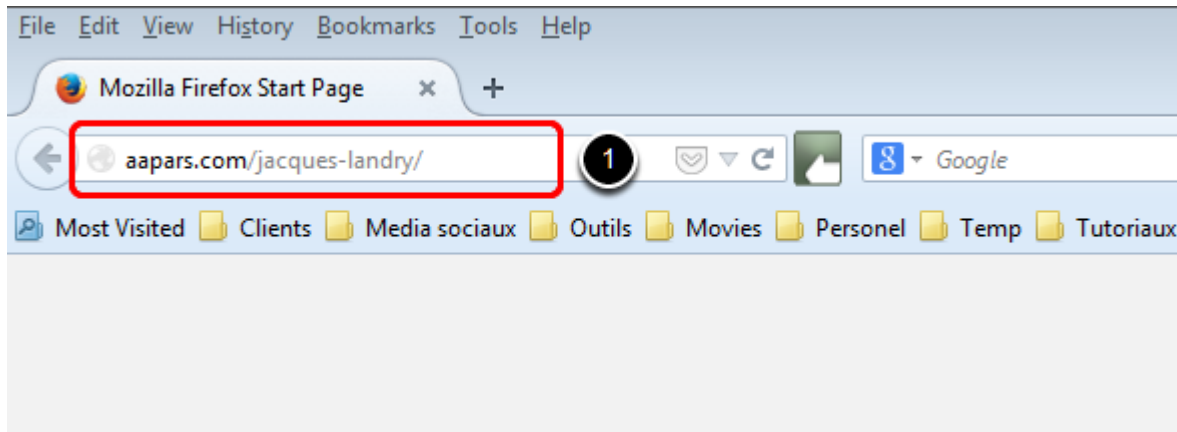 File Edit View History Bookmarks Tools Help
Mozilla Firefox Start Page
aapars.com/jacques-landry/ 1 8 Google
Most Visited Clients Media sociaux Outils Movies Personel Temp Tutoriaux